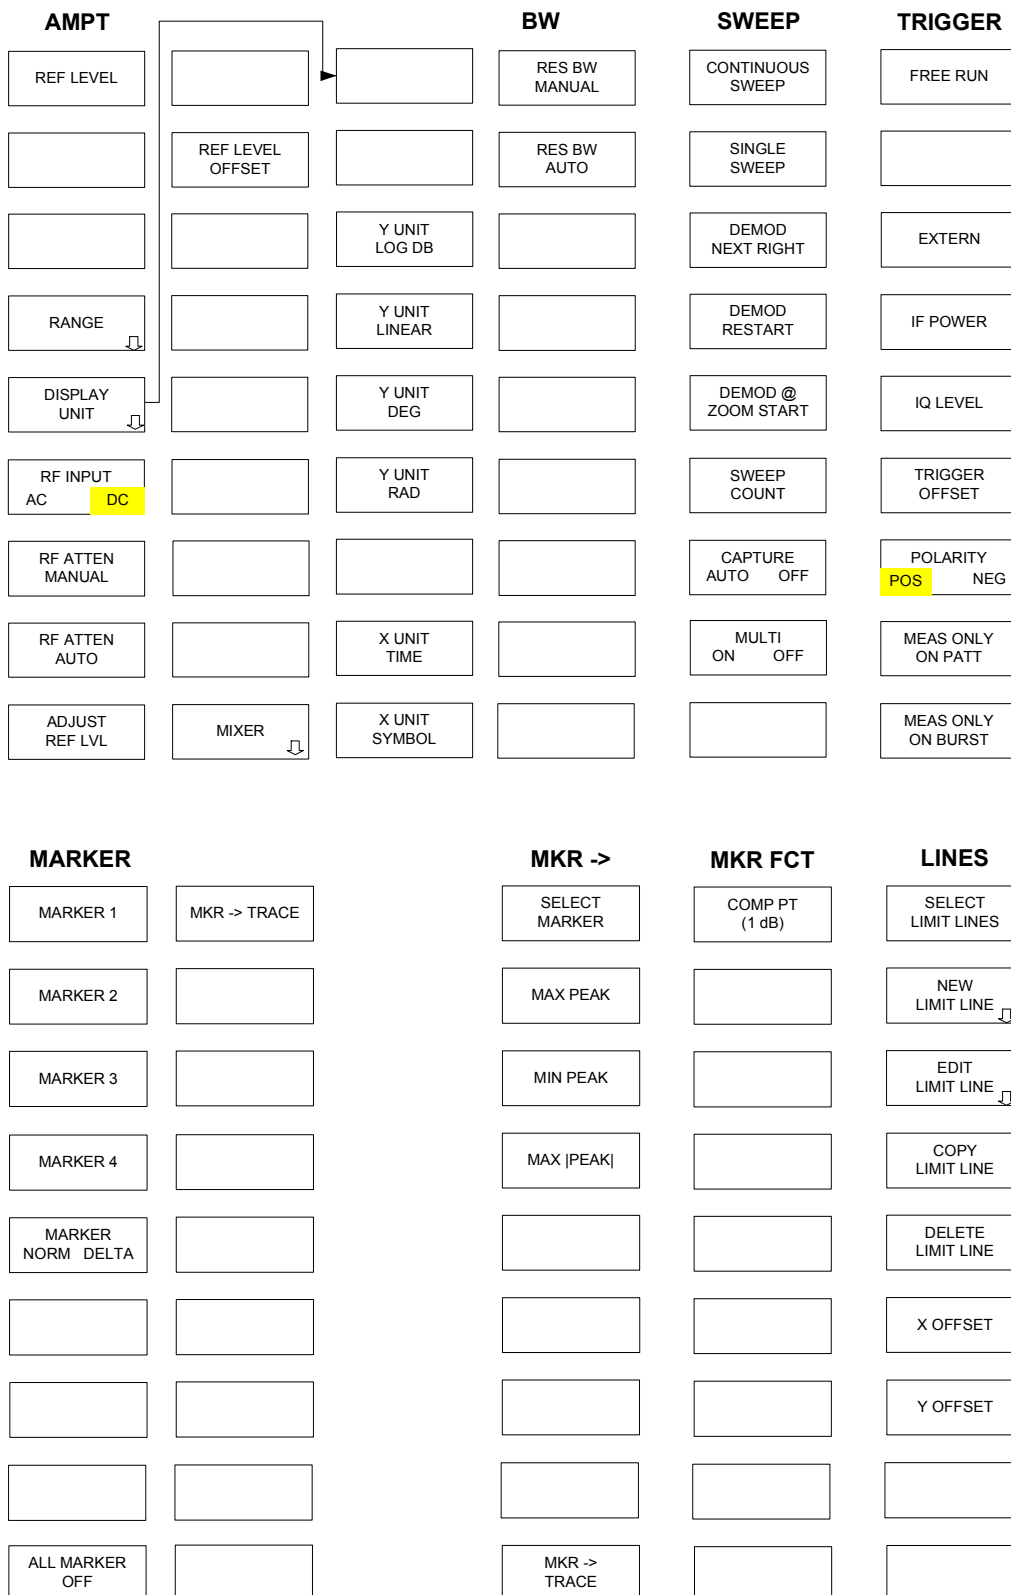 AMPT
REF LEVEL
RANGE
DISPLAY
UNIT
RF INPUT
AC DC
RF ATTEN
MANUAL
RF ATTEN
AUTO
ADJUST
REF LVL
REF LEVEL
OFFSET
MIXER
Y UNIT
LOG DB
Y UNIT
LINEAR
Y UNIT
DEG
Y UNIT
RAD
X UNIT
TIME
X UNIT
SYMBOL
BW
RES BW
MANUAL
RES BW
AUTO
SWEEP
CONTINUOUS
SWEEP
SINGLE
SWEEP
DEMOD
NEXT RIGHT
DEMOD
RESTART
DEMOD @
ZOOM START
SWEEP
COUNT
CAPTURE
AUTO OFF
MULTI
ON OFF
TRIGGER
FREE RUN
EXTERN
IF POWER
IQ LEVEL
TRIGGER
OFFSET
POLARITY
POS NEG
MEAS ONLY
ON PATT
MEAS ONLY
ON BURST
MARKER
MARKER 1
MARKER 2
MARKER 3
MARKER 4
MARKER
NORM DELTA
ALL MARKER
OFF
MKR -> TRACE
MKR ->
SELECT
MARKER
MAX PEAK
MIN PEAK
MAX |PEAK|
MKR ->
TRACE
MKR FCT
COMP PT
(1 dB)
LINES
SELECT
LIMIT LINES
NEW
LIMIT LINE
EDIT
LIMIT LINE
COPY
LIMIT LINE
DELETE
LIMIT LINE
X OFFSET
Y OFFSET